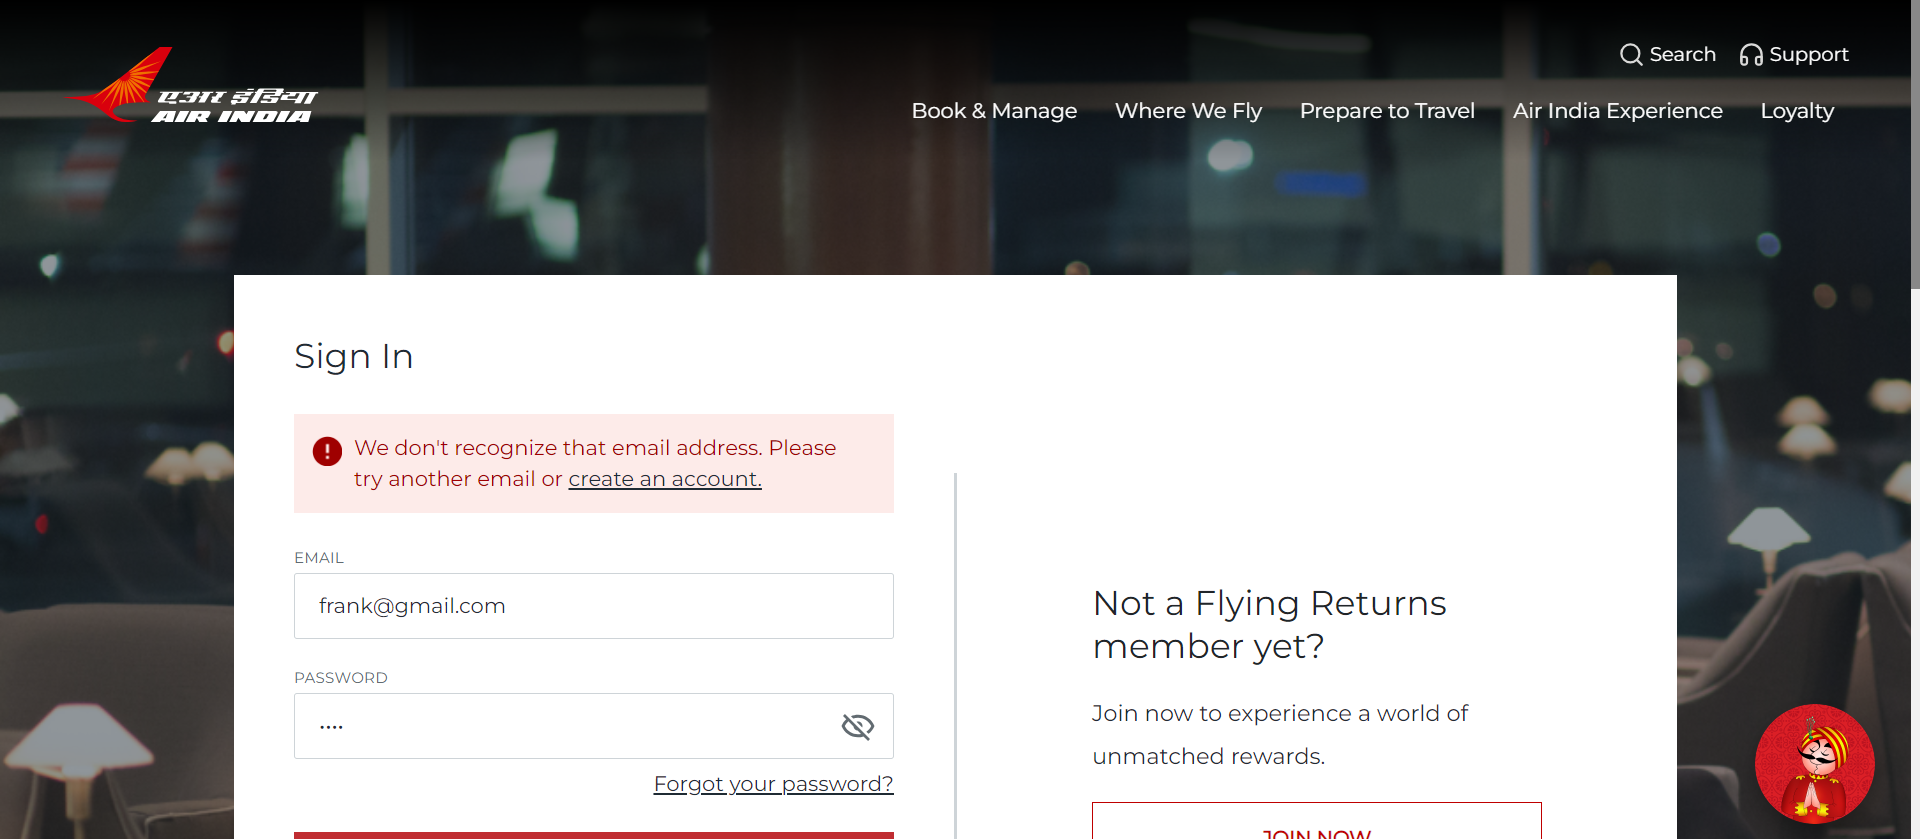 Search Support
एअर इंडिया
AIR INDIA
Book & Manage Where We Fly Prepare to Travel Air India Experience Loyalty
Sign In
We don't recognize that email address. Please
try another email or create an account.
EMAIL
frank@gmail.com
PASSWORD
····
Forgot your password?
Not a Flying Returns
member yet?
Join now to experience a world of
unmatched rewards.
JOIN NOW